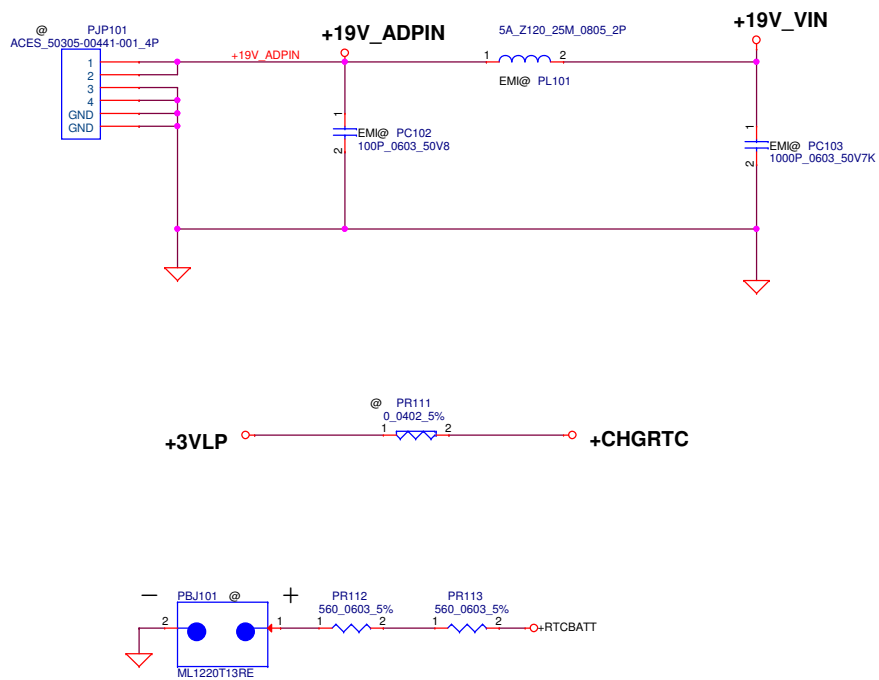 @ PJP101
ACES_50305-00441-001_4P
1
2
3
4
GND
GND
+19V_ADPIN
+19V_ADPIN
5A_Z120_25M_0805_2P
1 2
EMI@ PL101
+19V_VIN
1
EMI@ PC102
2 100P_0603_50V8
1
EMI@ PC103
2 1000P_0603_50V7K
@ PR111
0_0402_5%
1 2
+3VLP
+CHGRTC
PBJ101 @
− +
2 1
ML1220T13RE
PR112
560_0603_5%
1 2
PR113
560_0603_5%
1 2
+RTCBATT